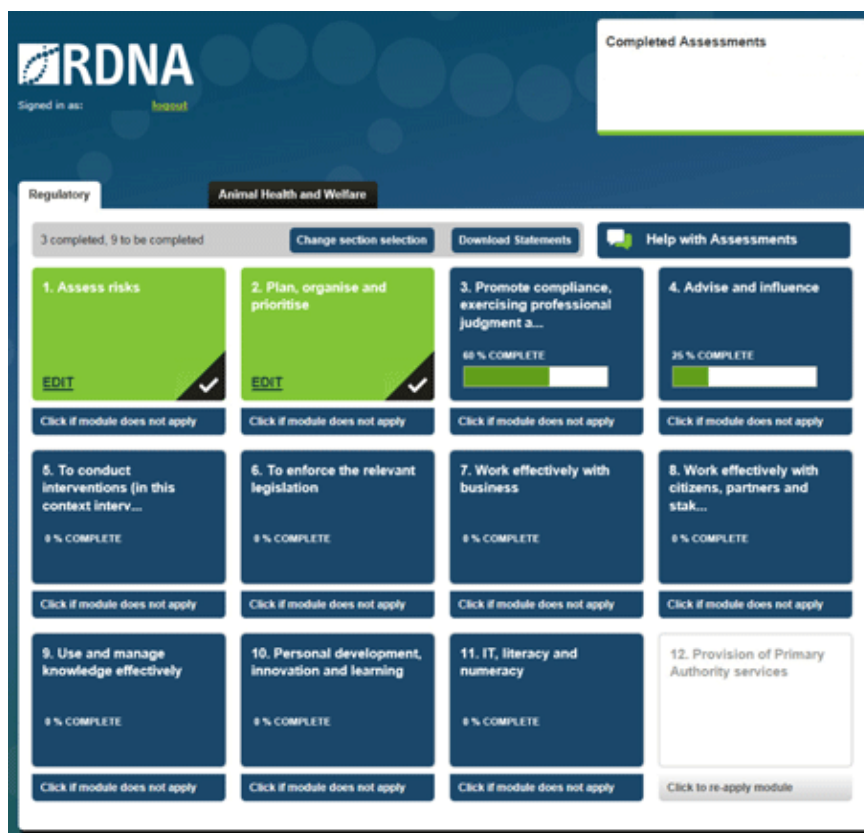 RDNA
Completed Assessments
Signed in as: logout
Regulatory
Animal Health and Welfare
3 completed, 9 to be completed
Change section selection
Download Statements
Help with Assessments
1. Assess risks
EDIT
Click if module does not apply
2. Plan, organise and
prioritise
EDIT
Click if module does not apply
3. Promote compliance,
exercising professional
judgment a...
60 % COMPLETE
Click if module does not apply
4. Advise and influence
25 % COMPLETE
Click if module does not apply
5. To conduct
interventions (in this
context interv...
0 % COMPLETE
Click if module does not apply
6. To enforce the relevant
legislation
0 % COMPLETE
Click if module does not apply
7. Work effectively with
business
0 % COMPLETE
Click if module does not apply
8. Work effectively with
citizens, partners and
stak...
0 % COMPLETE
Click if module does not apply
9. Use and manage
knowledge effectively
0 % COMPLETE
Click if module does not apply
10. Personal development,
innovation and learning
0 % COMPLETE
Click if module does not apply
11. IT, literacy and
numeracy
0 % COMPLETE
Click if module does not apply
12. Provision of Primary
Authority services
Click to re-apply module